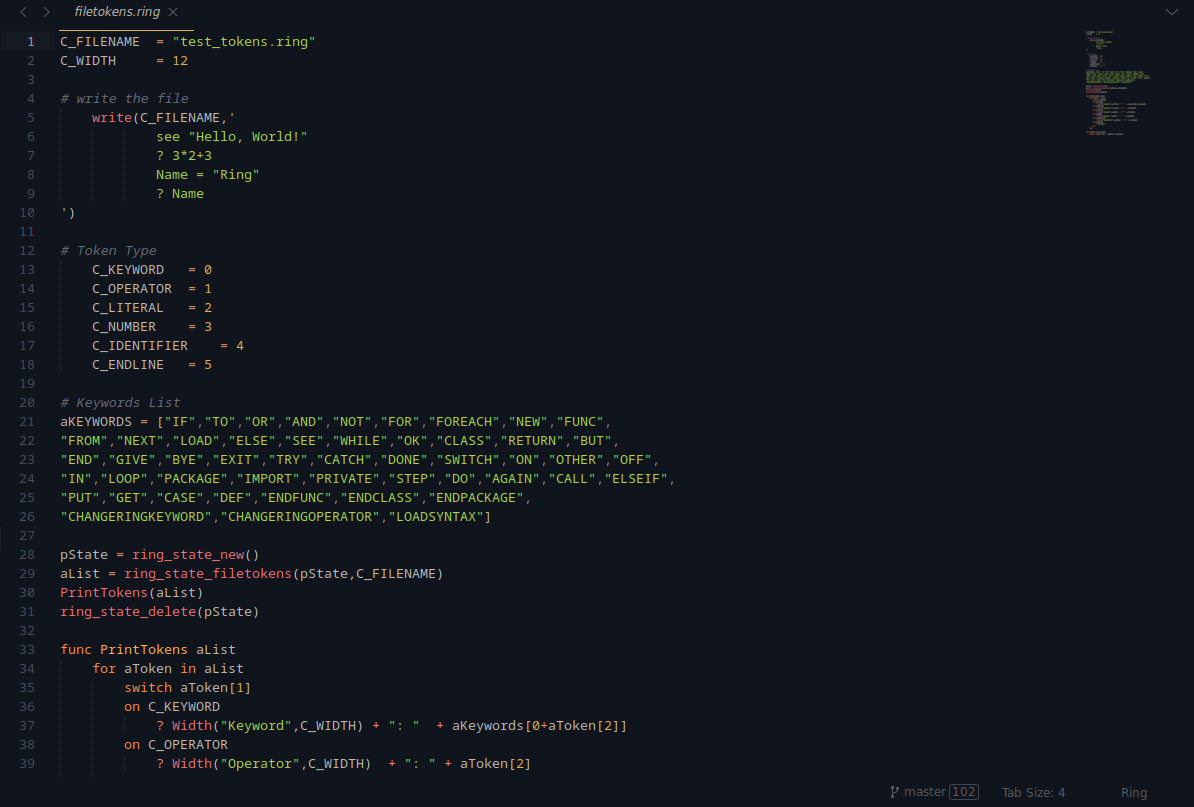 filetokens.ring
1 C_FILENAME  = "test_tokens.ring"
2 C_WIDTH     = 12
3
4 # write the file
5     write(C_FILENAME,'
6             see "Hello, World!"
7             ? 3*2+3
8             Name = "Ring"
9             ? Name
10 ')
11
12 # Token Type
13     C_KEYWORD   = 0
14     C_OPERATOR  = 1
15     C_LITERAL   = 2
16     C_NUMBER    = 3
17     C_IDENTIFIER    = 4
18     C_ENDLINE   = 5
19
20 # Keywords List
21 aKEYWORDS = ["IF","TO","OR","AND","NOT","FOR","FOREACH","NEW","FUNC",
22 "FROM","NEXT","LOAD","ELSE","SEE","WHILE","OK","CLASS","RETURN","BUT",
23 "END","GIVE","BYE","EXIT","TRY","CATCH","DONE","SWITCH","ON","OTHER","OFF",
24 "IN","LOOP","PACKAGE","IMPORT","PRIVATE","STEP","DO","AGAIN","CALL","ELSEIF",
25 "PUT","GET","CASE","DEF","ENDFUNC","ENDCLASS","ENDPACKAGE",
26 "CHANGERINGKEYWORD","CHANGERINGOPERATOR","LOADSYNTAX"]
27
28 pState = ring_state_new()
29 aList = ring_state_filetokens(pState,C_FILENAME)
30 PrintTokens(aList)
31 ring_state_delete(pState)
32
33 func PrintTokens aList
34     for aToken in aList
35         switch aToken[1]
36         on C_KEYWORD
37             ? Width("Keyword",C_WIDTH) + ": "  + aKeywords[0+aToken[2]]
38         on C_OPERATOR
39             ? Width("Operator",C_WIDTH)  + ": " + aToken[2]
master 102 Tab Size: 4 Ring